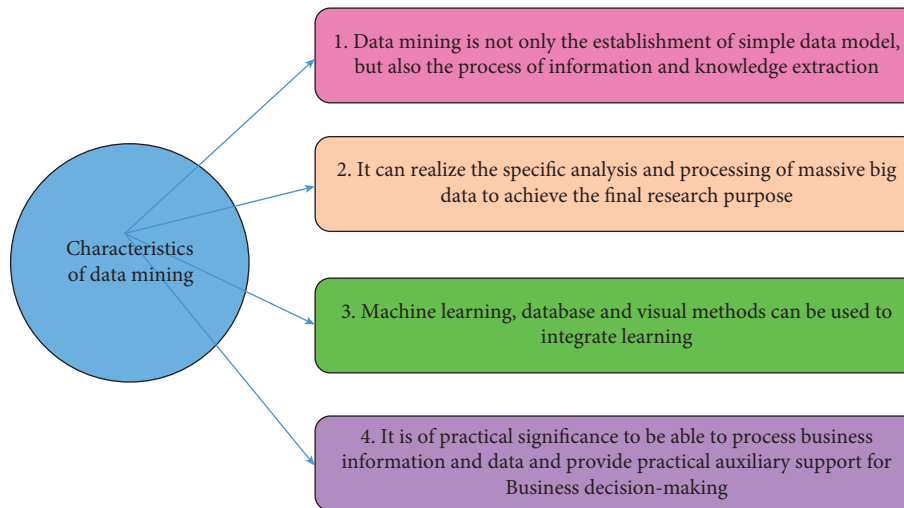 1. Data mining is not only the establishment of simple data model,
but also the process of information and knowledge extraction
2. It can realize the specific analysis and processing of massive big
data to achieve the final research purpose
Characteristics
of data mining
3. Machine learning, database and visual methods can be used to
integrate learning
4. It is of practical significance to be able to process business
information and data and provide practical auxiliary support for
Business decision-making